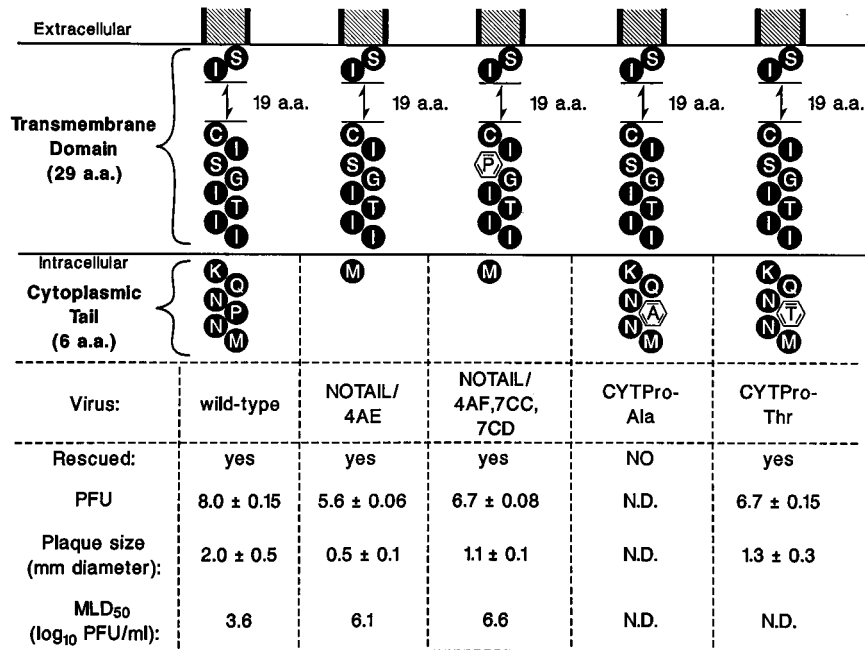 Extracellular
I S I S I S I S I S
19 a.a. 19 a.a. 19 a.a. 19 a.a. 19 a.a.
Transmembrane
Domain
(29 a.a.)
C I C I C I C I C I
S G S G P G S G S G
I T I T I T I T I T
I I I I I I I I I I
Intracellular
Cytoplasmic
Tail
(6 a.a.)
K Q M M K Q K Q
N P N A N T
N M N M N M
Virus: wild-type NOTAIL/ NOTAIL/ CYTPro- CYTPro-
4AE 4AF,7CC, Ala Thr
7CD
Rescued: yes yes yes NO yes
PFU 8.0 ± 0.15 5.6 ± 0.06 6.7 ± 0.08 N.D. 6.7 ± 0.15
Plaque size
(mm diameter): 2.0 ± 0.5 0.5 ± 0.1 1.1 ± 0.1 N.D. 1.3 ± 0.3
MLD50
(log10 PFU/ml): 3.6 6.1 6.6 N.D. N.D.